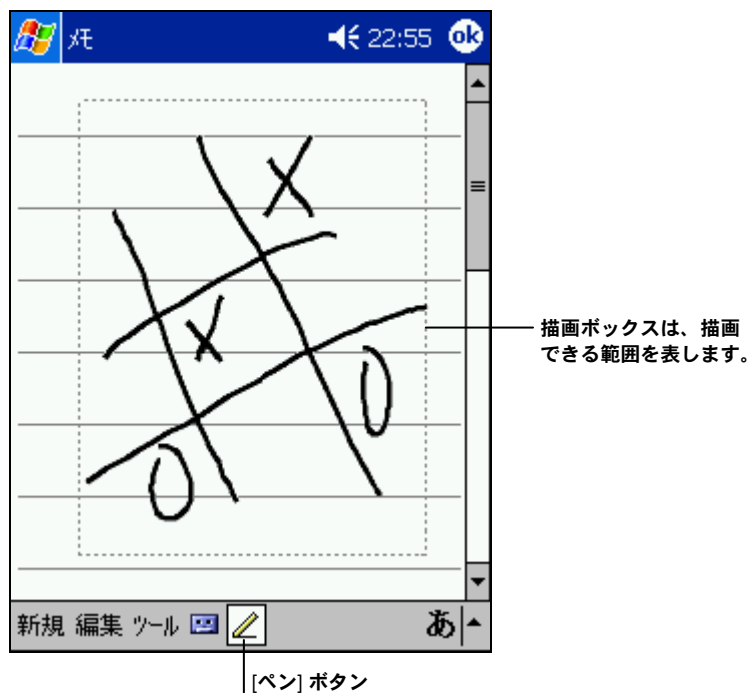 メモ 22:55 ok
X
X
O
O
描画ボックスは、描画
できる範囲を表します。
新規 編集 ツール あ
[ペン] ボタン